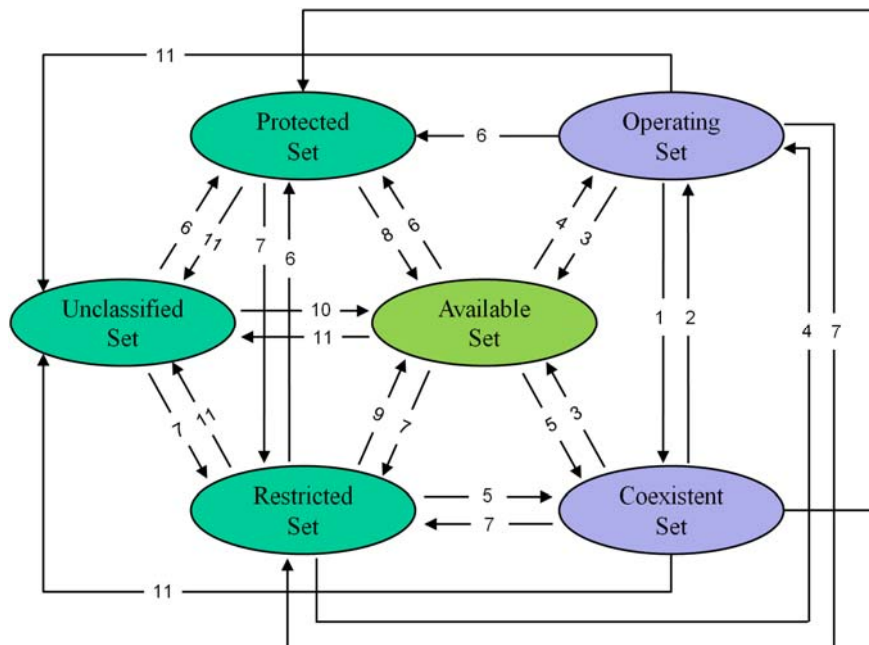 11
Protected
Set
6
Operating
Set
6
11
7
6
8
6
4
3
Unclassified
Set
10
11
Available
Set
1
2
4
7
7
11
9
7
5
3
Restricted
Set
5
7
Coexistent
Set
11